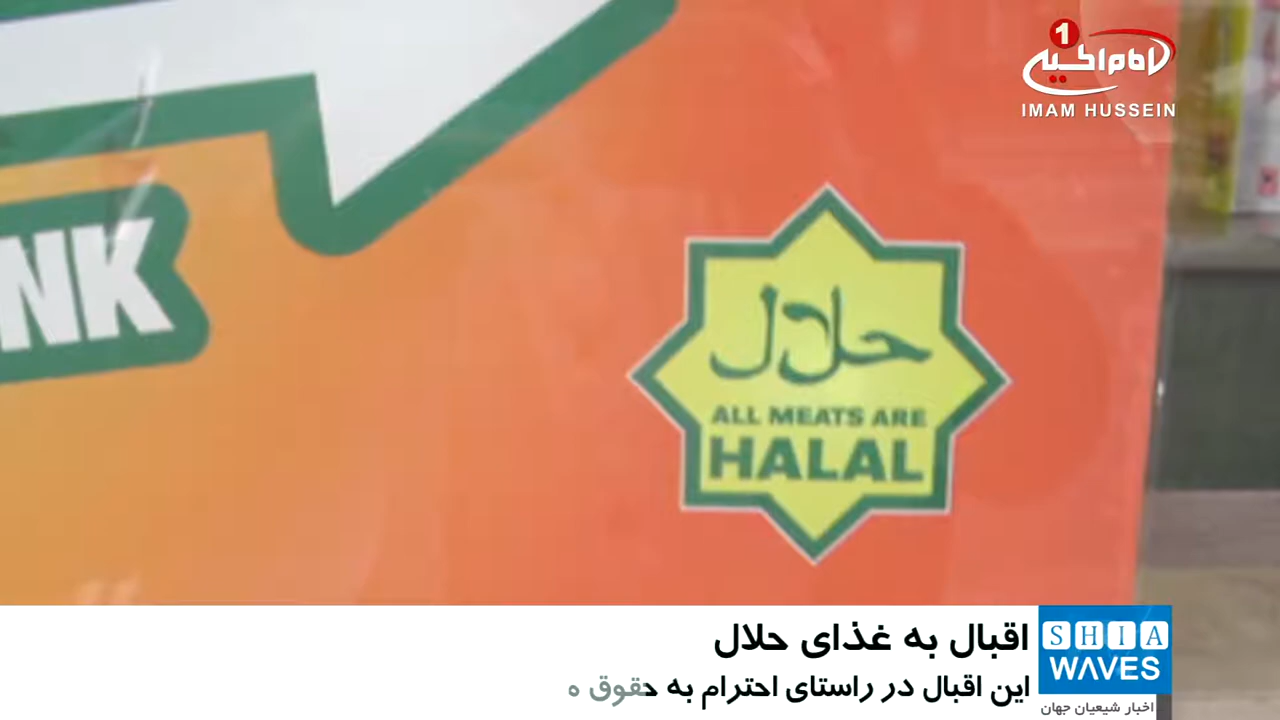 1
امام حسین
IMAM HUSSEIN
NK
حلال
ALL MEATS ARE
HALAL
اقبال به غذای حلال
این اقبال در راستای احترام به حقوق
SHIA
WAVES
اخبار شیعیان جهان